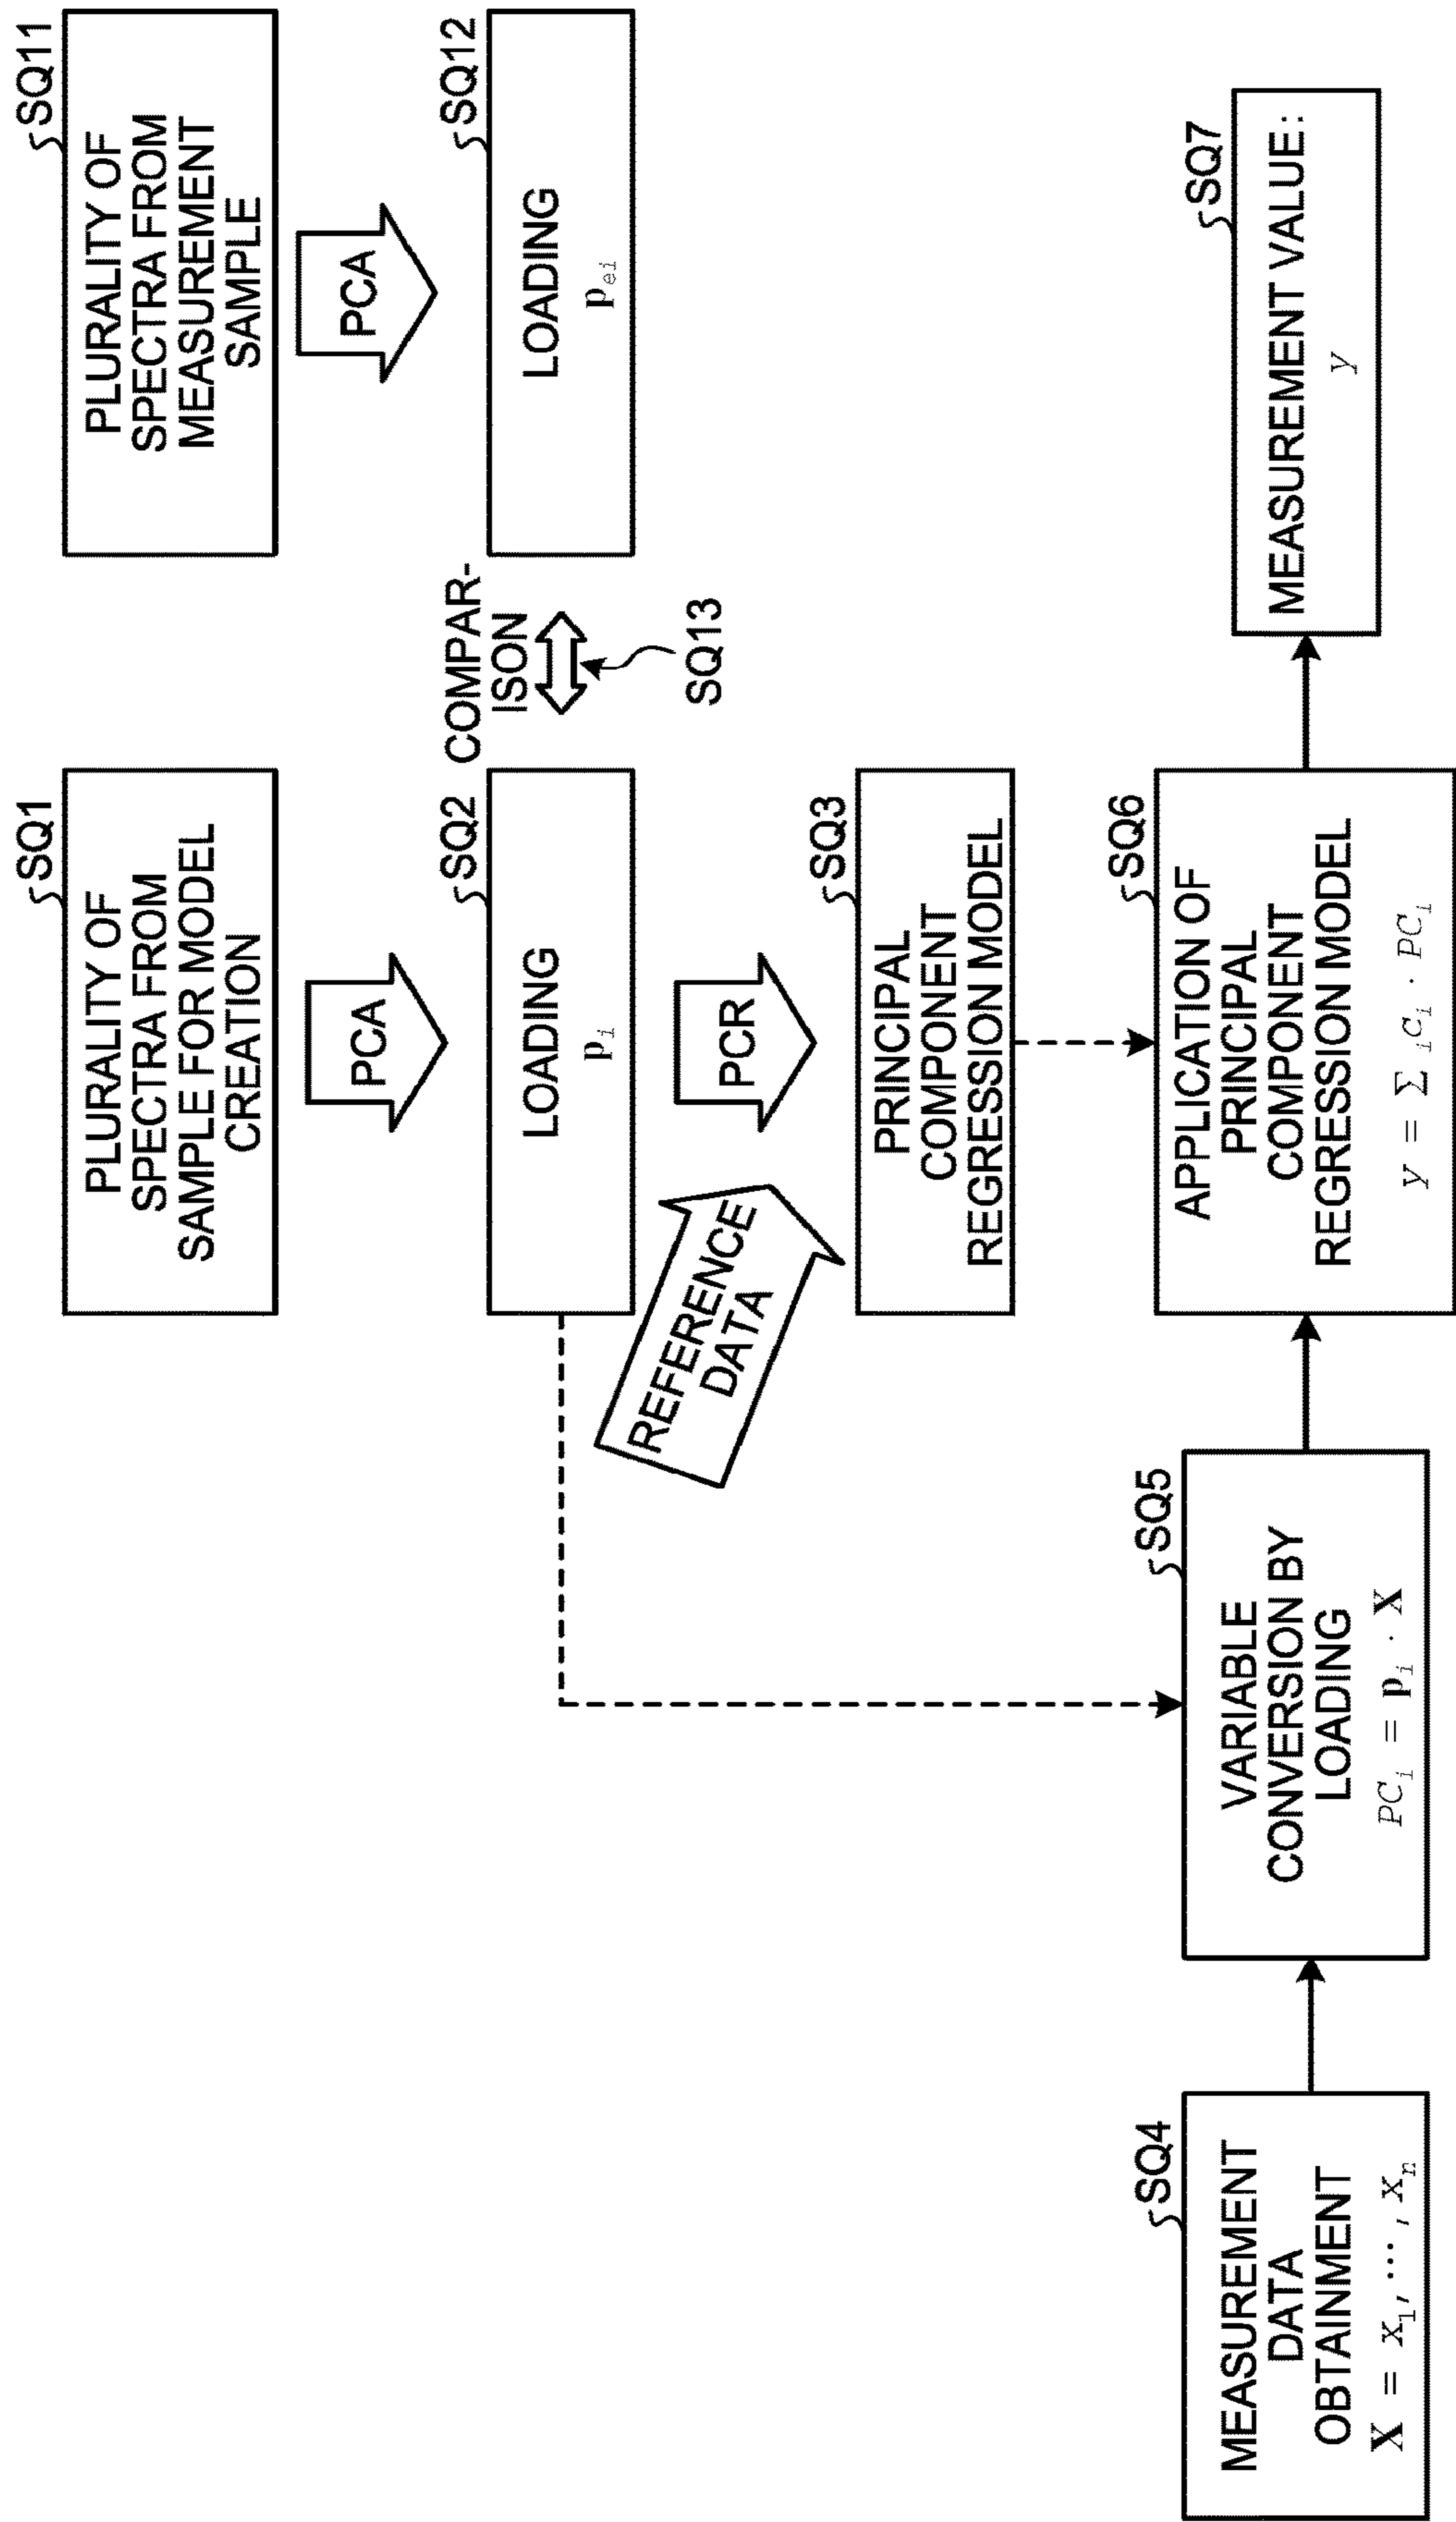 SQ1
PLURALITY OF
SPECTRA FROM
SAMPLE FOR MODEL
CREATION
SQ11
PLURALITY OF
SPECTRA FROM
MEASUREMENT
SAMPLE
PCA
PCA
SQ2
LOADING
p_i
COMPAR-
ISON
SQ13
SQ12
LOADING
p_ei
REFERENCE
DATA
PCR
SQ3
PRINCIPAL
COMPONENT
REGRESSION MODEL
SQ4
MEASUREMENT
DATA
OBTAINMENT
X = x_1, ⋯, x_n
SQ5
VARIABLE
CONVERSION BY
LOADING
PC_i = p_i · X
SQ6
APPLICATION OF
PRINCIPAL
COMPONENT
REGRESSION MODEL
y = Σ_i c_i · PC_i
SQ7
MEASUREMENT VALUE:
y